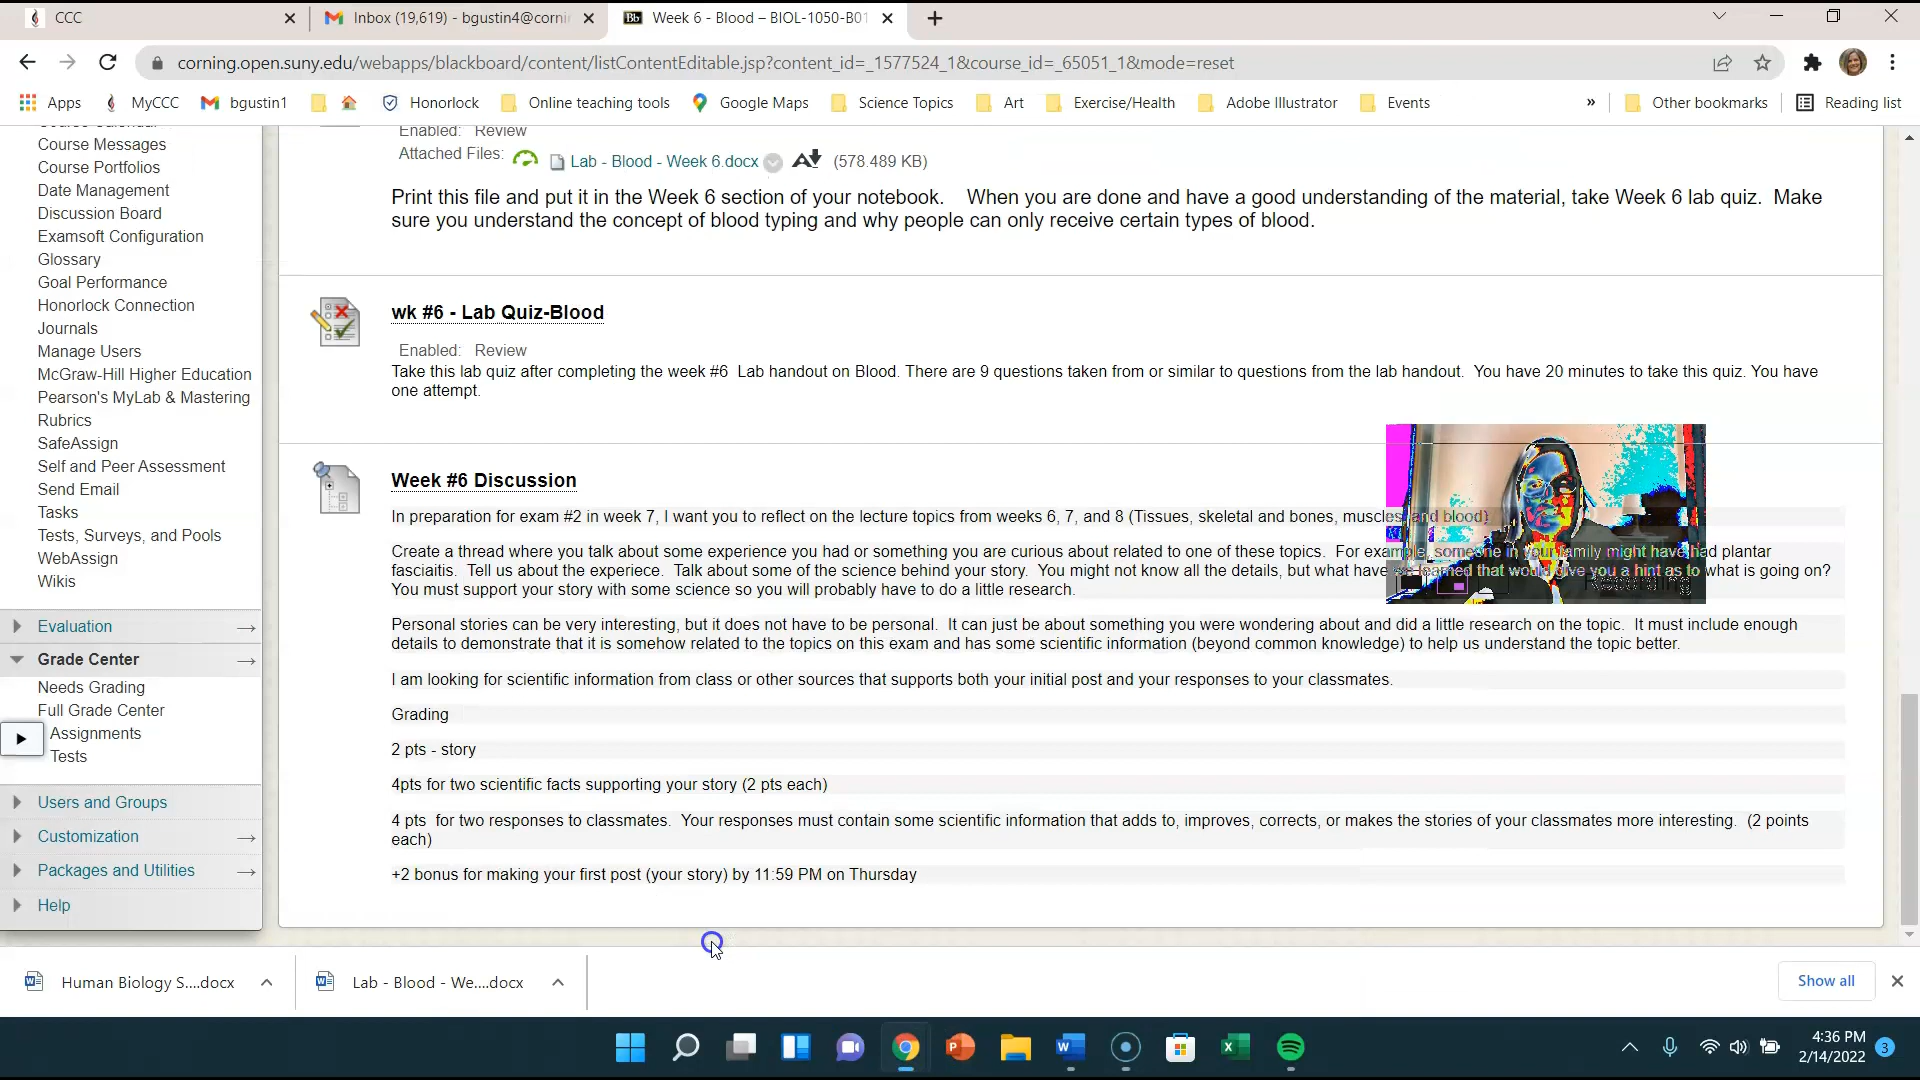 CCC
Inbox (19,619) - bgustin4@corni
Bb Week 6 - Blood – BIOL-1050-B01
corning.open.suny.edu/webapps/blackboard/content/listContentEditable.jsp?content_id=_1577524_1&course_id=_65051_1&mode=reset
Apps MyCCC bgustin1 Honorlock Online teaching tools Google Maps Science Topics Art Exercise/Health Adobe Illustrator Events » Other bookmarks Reading list
Course Calendar
Course Messages
Course Portfolios
Date Management
Discussion Board
Examsoft Configuration
Glossary
Goal Performance
Honorlock Connection
Journals
Manage Users
McGraw-Hill Higher Education
Pearson's MyLab & Mastering
Rubrics
SafeAssign
Self and Peer Assessment
Send Email
Tasks
Tests, Surveys, and Pools
WebAssign
Wikis
Evaluation
Grade Center
Needs Grading
Full Grade Center
Assignments
Tests
Users and Groups
Customization
Packages and Utilities
Help
Enabled: Review
Attached Files: Lab - Blood - Week 6.docx (578.489 KB)
Print this file and put it in the Week 6 section of your notebook. When you are done and have a good understanding of the material, take Week 6 lab quiz. Make
sure you understand the concept of blood typing and why people can only receive certain types of blood.
wk #6 - Lab Quiz-Blood
Enabled: Review
Take this lab quiz after completing the week #6 Lab handout on Blood. There are 9 questions taken from or similar to questions from the lab handout. You have 20 minutes to take this quiz. You have
one attempt.
Week #6 Discussion
In preparation for exam #2 in week 7, I want you to reflect on the lecture topics from weeks 6, 7, and 8 (Tissues, skeletal and bones, muscles, and blood)
Create a thread where you talk about some experience you had or something you are curious about related to one of these topics. For example, someone in your family might have had plantar
fasciaitis. Tell us about the experiece. Talk about some of the science behind your story. You might not know all the details, but what have we learned that would give you a hint as to what is going on?
You must support your story with some science so you will probably have to do a little research.
Personal stories can be very interesting, but it does not have to be personal. It can just be about something you were wondering about and did a little research on the topic. It must include enough
details to demonstrate that it is somehow related to the topics on this exam and has some scientific information (beyond common knowledge) to help us understand the topic better.
I am looking for scientific information from class or other sources that supports both your initial post and your responses to your classmates.
Grading
2 pts - story
4pts for two scientific facts supporting your story (2 pts each)
4 pts for two responses to classmates. Your responses must contain some scientific information that adds to, improves, corrects, or makes the stories of your classmates more interesting. (2 points
each)
+2 bonus for making your first post (your story) by 11:59 PM on Thursday
Human Biology S....docx
Lab - Blood - We....docx
Show all
4:36 PM
2/14/2022
3